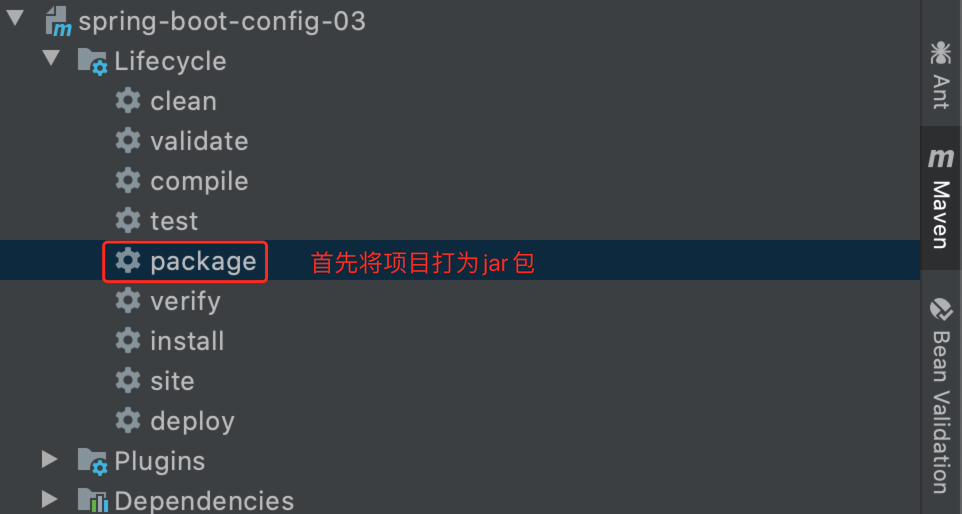 spring-boot-config-03
Lifecycle
clean
validate
compile
test
package 首先将项目打为jar包
verify
install
site
deploy
Plugins
Dependencies
Ant
m Maven
Bean Validation